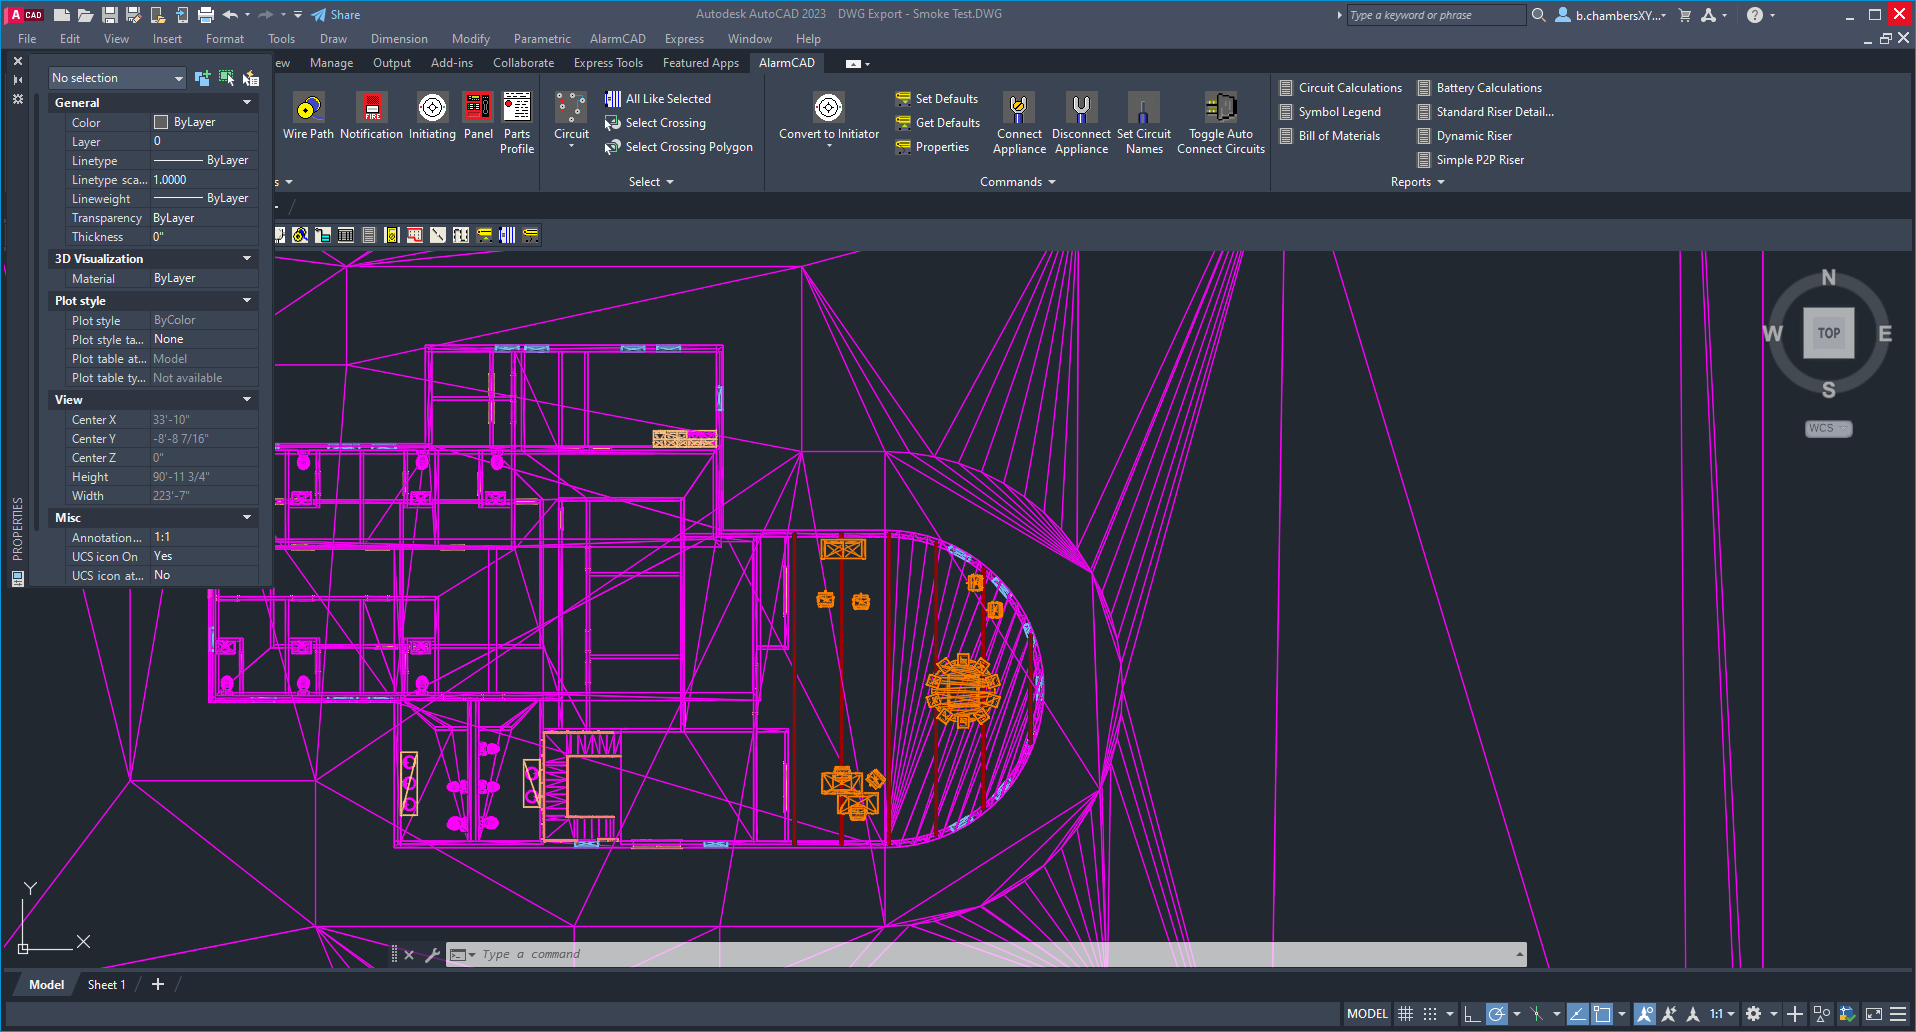 A CAD
Share
Autodesk AutoCAD 2023 DWG Export - Smoke Test.DWG
Type a keyword or phrase
b.chambersXY...
File Edit View Insert Format Tools Draw Dimension Modify Parametric AlarmCAD Express Window Help
ew Manage Output Add-ins Collaborate Express Tools Featured Apps AlarmCAD
No selection
General
Color ByLayer
Layer 0
Linetype ByLayer
Linetype sca... 1.0000
Lineweight ByLayer
Transparency ByLayer
Thickness 0"
3D Visualization
Material ByLayer
Plot style
Plot style ByColor
Plot style ta... None
Plot table at... Model
Plot table ty... Not available
View
Center X 33'-10"
Center Y -8'-8 7/16"
Center Z 0"
Height 90'-11 3/4"
Width 223'-7"
Misc
Annotation... 1:1
UCS icon On Yes
UCS icon at... No
PROPERTIES
FIRE
Wire Path
Notification
Initiating
Panel
Parts Profile
s
Circuit
All Like Selected
Select Crossing
Select Crossing Polygon
Select
Convert to Initiator
Set Defaults
Get Defaults
Properties
Connect Appliance
Disconnect Appliance
Set Circuit Names
Toggle Auto Connect Circuits
Commands
Circuit Calculations
Symbol Legend
Bill of Materials
Battery Calculations
Standard Riser Detail...
Dynamic Riser
Simple P2P Riser
Reports
N
W TOP E
S
WCS
Y
X
Type a command
Model Sheet 1
MODEL 1:1